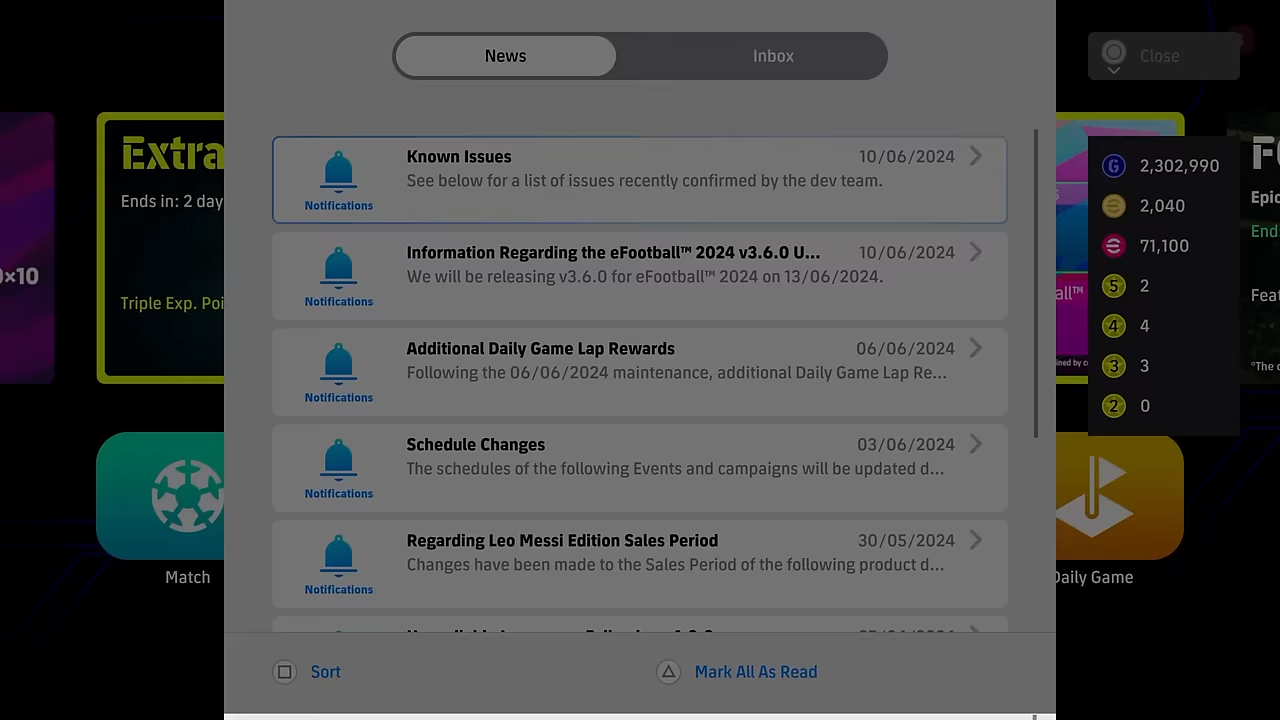 News
Inbox
Close
Known Issues
10/06/2024
See below for a list of issues recently confirmed by the dev team.
Notifications
Information Regarding the eFootball™ 2024 v3.6.0 U...
10/06/2024
We will be releasing v3.6.0 for eFootball™ 2024 on 13/06/2024.
Notifications
Additional Daily Game Lap Rewards
06/06/2024
Following the 06/06/2024 maintenance, additional Daily Game Lap Re...
Notifications
Schedule Changes
03/06/2024
The schedules of the following Events and campaigns will be updated d...
Notifications
Regarding Leo Messi Edition Sales Period
30/05/2024
Changes have been made to the Sales Period of the following product d...
Notifications
Sort
Mark All As Read
Extra
Ends in: 2 day
Triple Exp. Poi
×10
Match
2,302,990
2,040
71,100
5 2
4 4
3 3
2 0
all™
Epic
End
Feat
*The
Daily Game